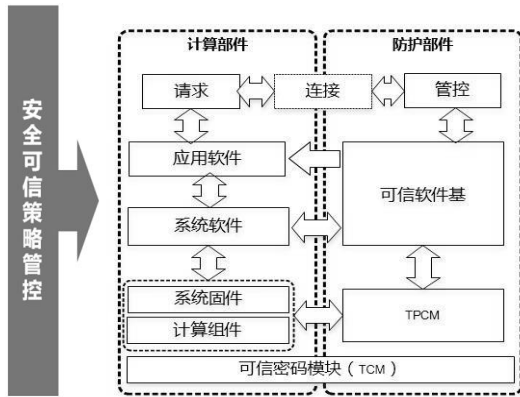 安全可信策略管控
计算部件
防护部件
请求
连接
管控
应用软件
可信软件基
系统软件
系统固件
计算组件
TPCM
可信密码模块（TCM）